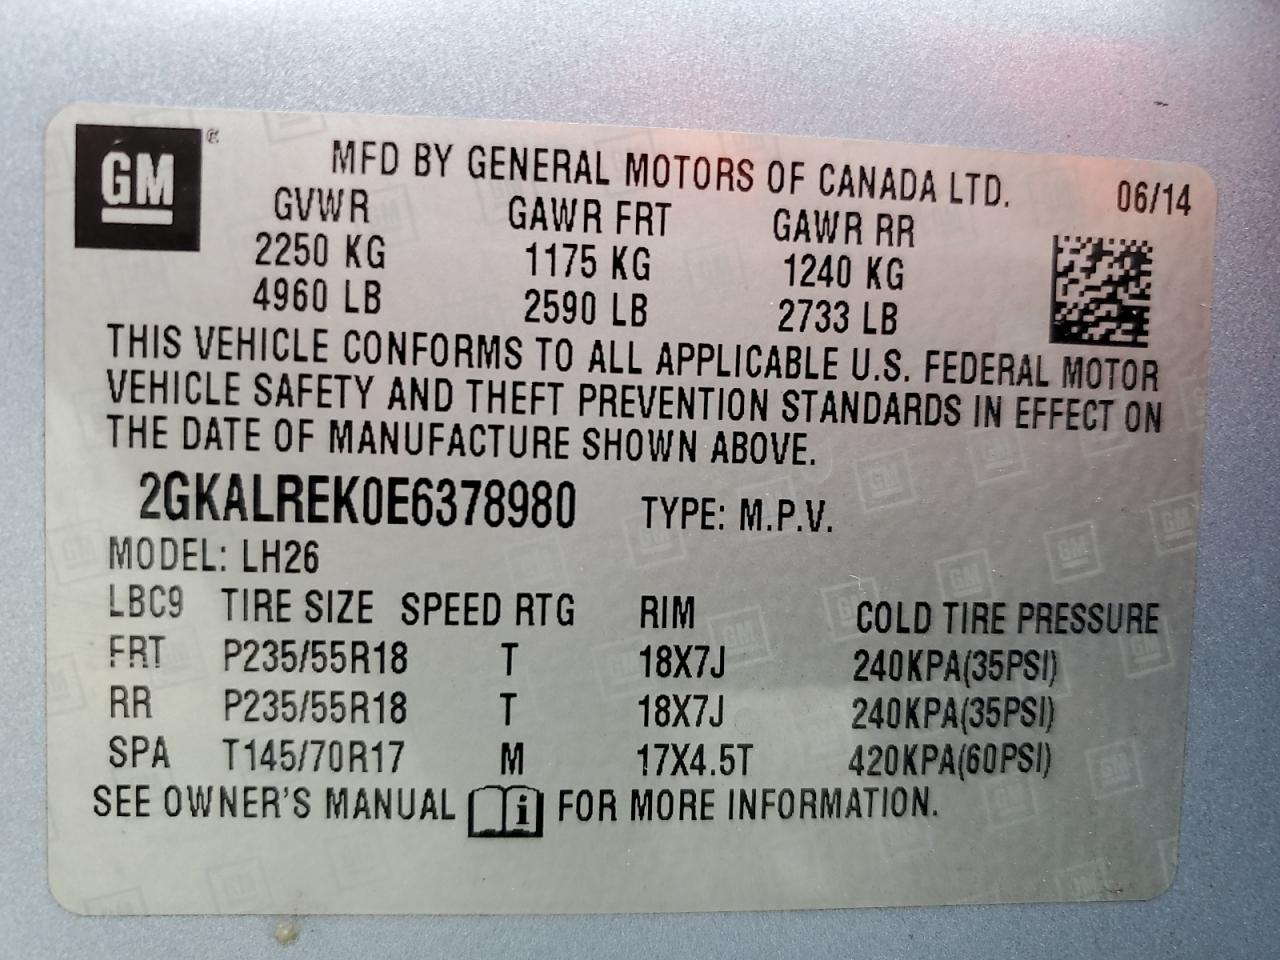 GM®
MFD BY GENERAL MOTORS OF CANADA LTD. 06/14
GVWR GAWR FRT GAWR RR
2250 KG 1175 KG 1240 KG
4960 LB 2590 LB 2733 LB
THIS VEHICLE CONFORMS TO ALL APPLICABLE U.S. FEDERAL MOTOR
VEHICLE SAFETY AND THEFT PREVENTION STANDARDS IN EFFECT ON
THE DATE OF MANUFACTURE SHOWN ABOVE.
2GKALREK0E6378980 TYPE: M.P.V.
MODEL: LH26
LBC9 TIRE SIZE SPEED RTG RIM COLD TIRE PRESSURE
FRT P235/55R18 T 18X7J 240KPA(35PSI)
RR P235/55R18 T 18X7J 240KPA(35PSI)
SPA T145/70R17 M 17X4.5T 420KPA(60PSI)
SEE OWNER'S MANUAL i FOR MORE INFORMATION.